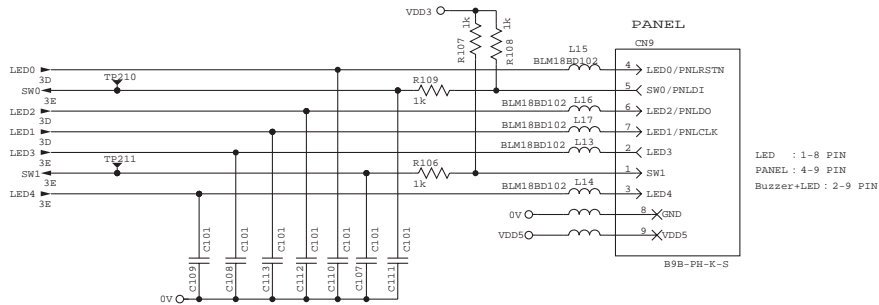 VDD3
PANEL
CN9
1k
1k
R107
R108
L15
BLM18BD102
LED0
3D
TP210
SW0
3E
R109
1k
4
LED0/PNLRSTN
5
SW0/PNLDI
LED2
3D
BLM18BD102
L16
6
LED2/PNLDO
LED1
3D
BLM18BD102
L17
7
LED1/PNLCLK
LED3
3E
BLM18BD102
L13
2
LED3
TP211
SW1
3E
R106
1k
1
SW1
LED4
3E
BLM18BD102
L14
3
LED4
0V
8
GND
VDD5
9
VDD5
B9B-PH-K-S
LED : 1-8 PIN
PANEL : 4-9 PIN
Buzzer+LED : 2-9 PIN
C101
C101
C101
C101
C101
C101
C101
C109
C108
C113
C112
C110
C107
C111
0V